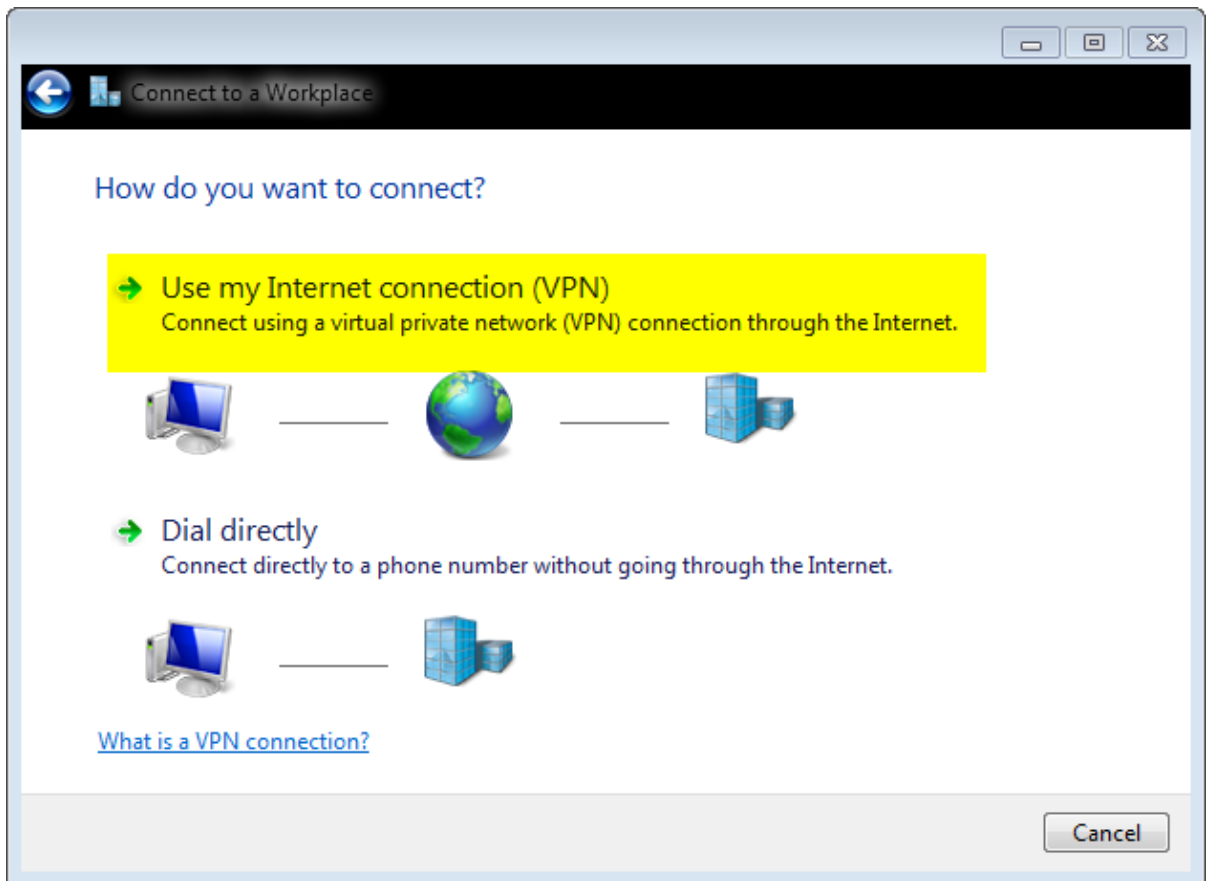 Connect to a Workplace
How do you want to connect?
Use my Internet connection (VPN)
Connect using a virtual private network (VPN) connection through the Internet.
Dial directly
Connect directly to a phone number without going through the Internet.
What is a VPN connection?
Cancel